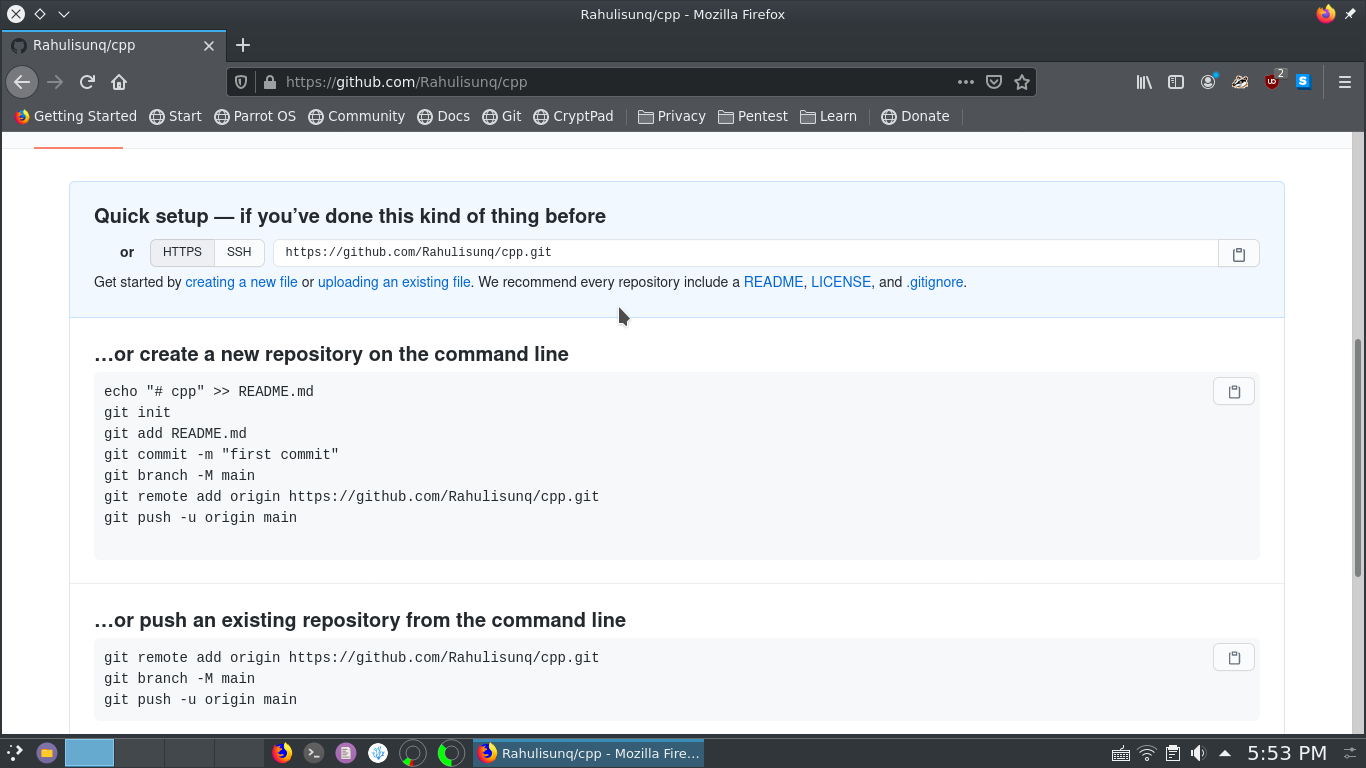 Rahulisunq/cpp - Mozilla Firefox
Rahulisunq/cpp
https://github.com/Rahulisunq/cpp
2
Getting Started Start Parrot OS Community Docs Git CryptPad Privacy Pentest Learn Donate
Quick setup — if you’ve done this kind of thing before
or HTTPS SSH https://github.com/Rahulisunq/cpp.git
Get started by creating a new file or uploading an existing file. We recommend every repository include a README, LICENSE, and .gitignore.
…or create a new repository on the command line
echo "# cpp" >> README.md
git init
git add README.md
git commit -m "first commit"
git branch -M main
git remote add origin https://github.com/Rahulisunq/cpp.git
git push -u origin main
…or push an existing repository from the command line
git remote add origin https://github.com/Rahulisunq/cpp.git
git branch -M main
git push -u origin main
Rahulisunq/cpp - Mozilla Fire… 5:53 PM